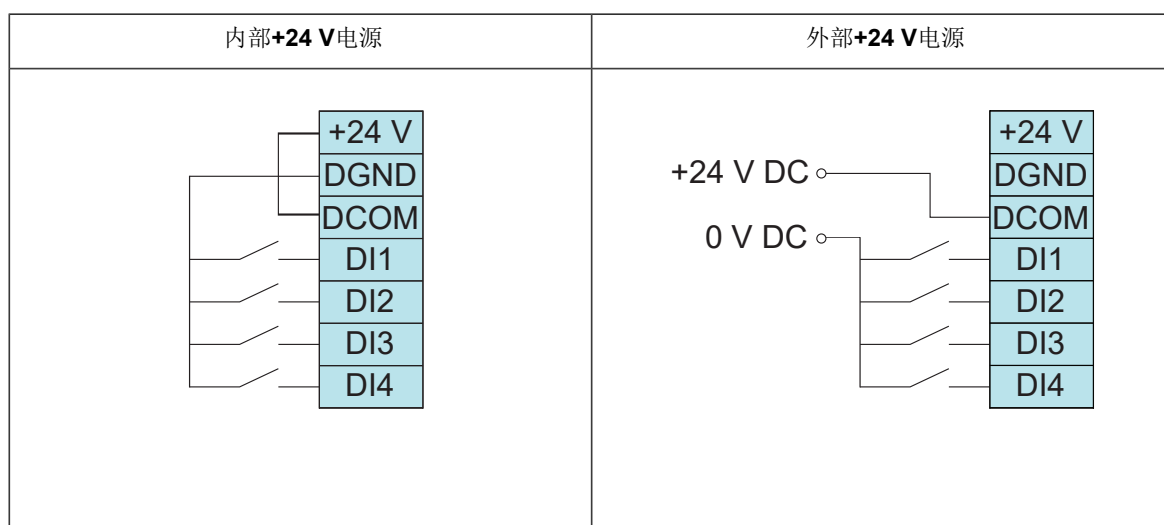 内部+24 V电源
外部+24 V电源
+24 V
DGND
DCOM
DI1
DI2
DI3
DI4
+24 V DC
0 V DC
+24 V
DGND
DCOM
DI1
DI2
DI3
DI4